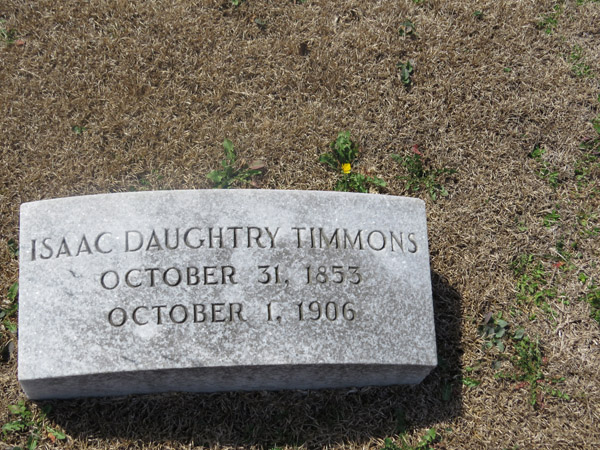 ISAAC DAUGHTRY TIMMONS
OCTOBER 31, 1853
OCTOBER 1, 1906